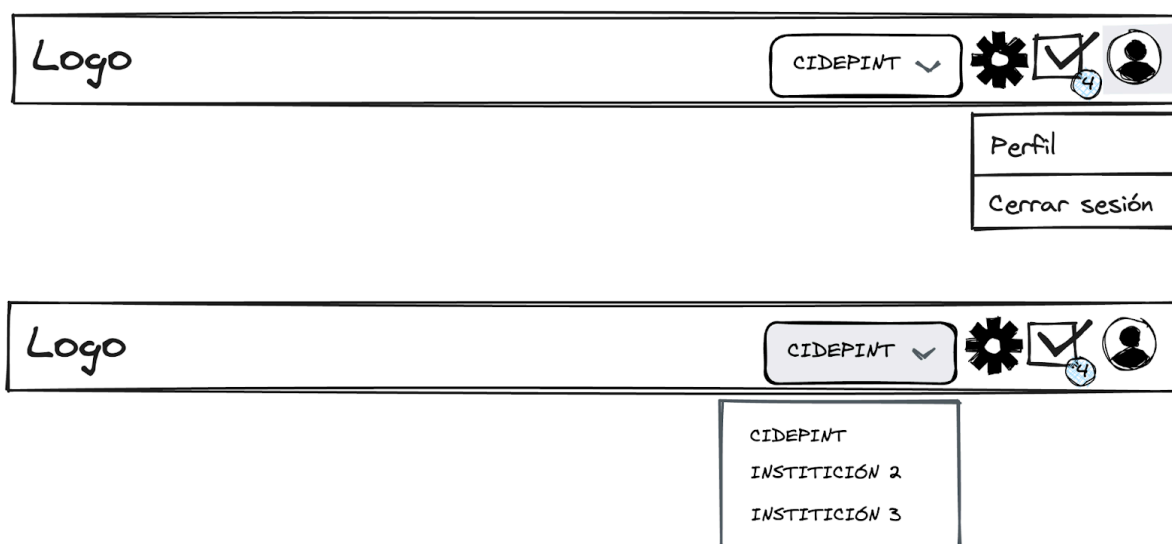 Logo
CIDEPINT
4
Perfil
Cerrar sesión
Logo
CIDEPINT
4
CIDEPINT
INSTITICIÓN 2
INSTITICIÓN 3